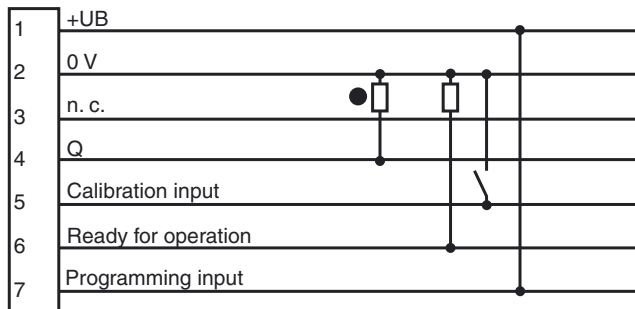 1 +UB
2 0 V
3 n. c.
4 Q
5 Calibration input
6 Ready for operation
7 Programming input